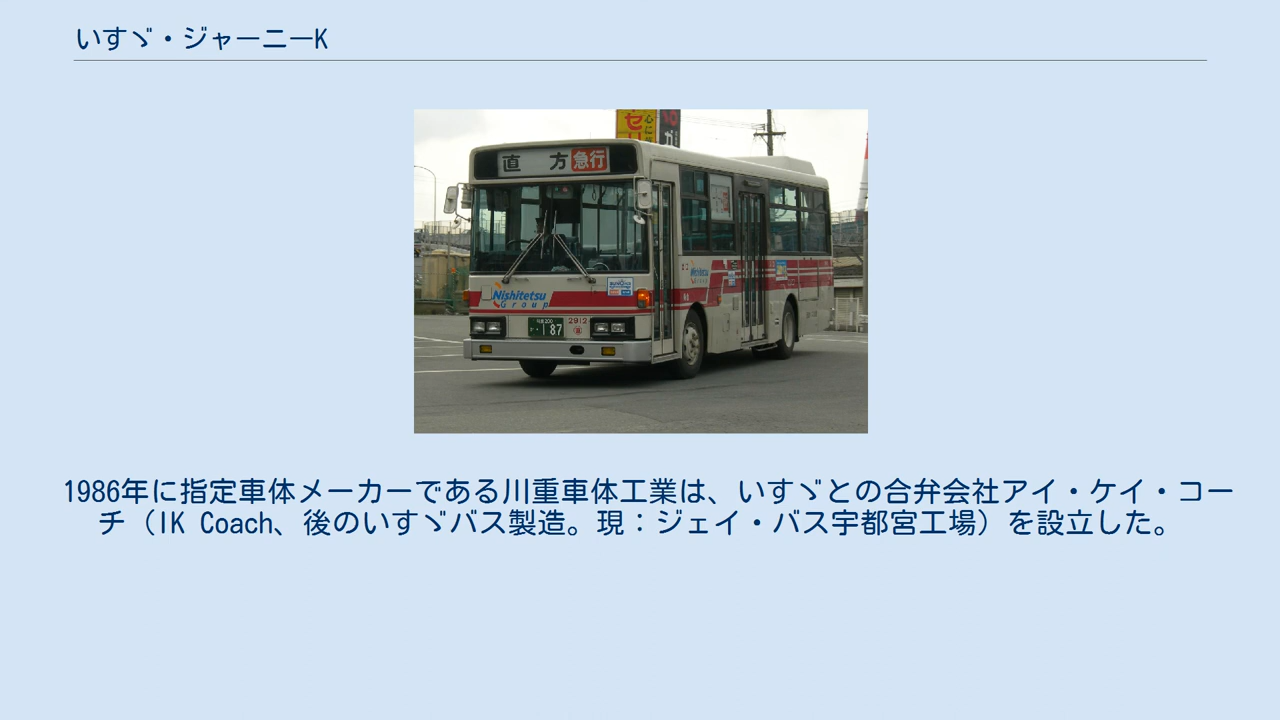 いすゞ・ジャーニーK
直方急行
Nishitetsu
Group
Nishitetsu
Group
2912
・187
1986年に指定車体メーカーである川重車体工業は、いすゞとの合弁会社アイ・ケイ・コー
チ（IK Coach、後のいすゞバス製造。現：ジェイ・バス宇都宮工場）を設立した。